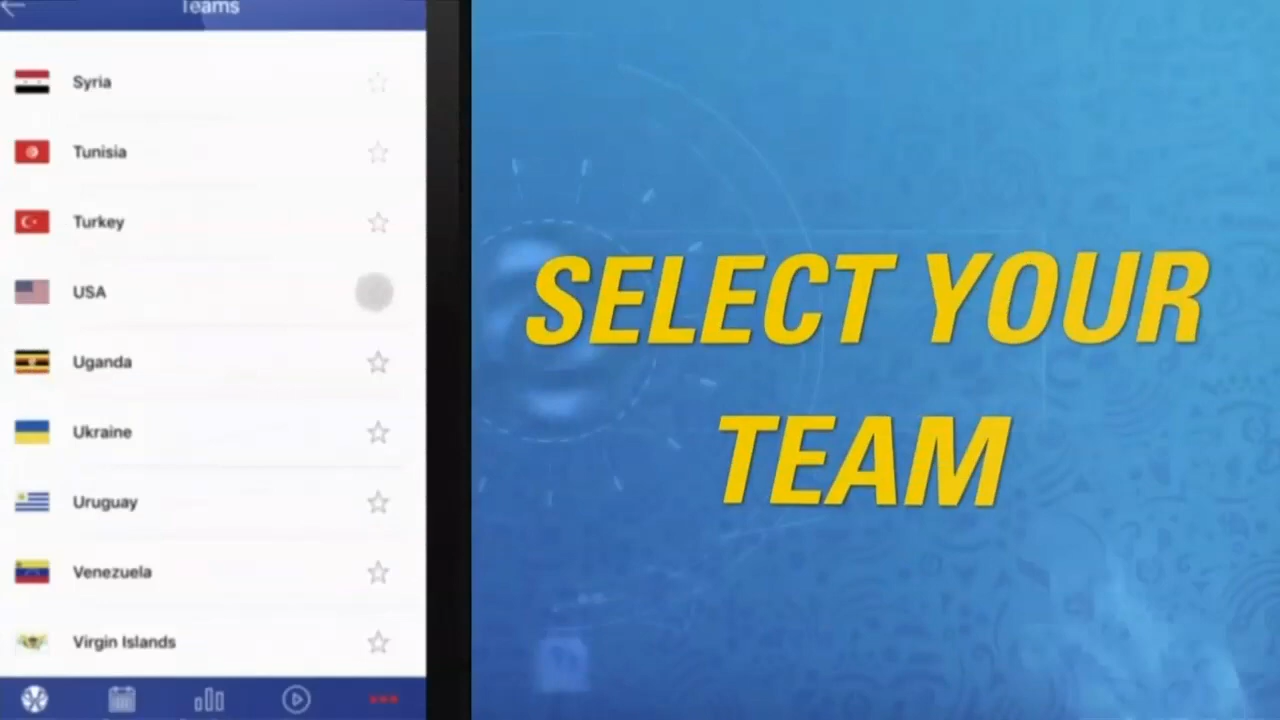 Teams
Syria
Tunisia
Turkey
USA
Uganda
Ukraine
Uruguay
Venezuela
Virgin Islands
SELECT YOUR
TEAM